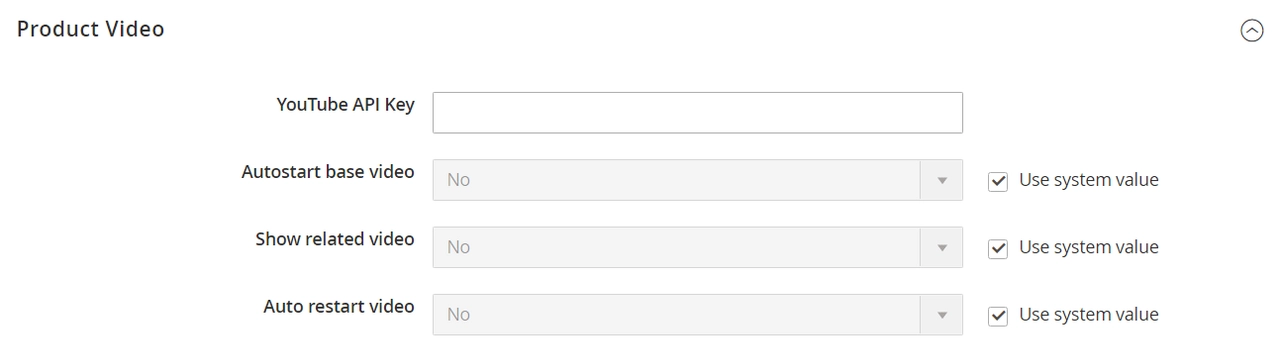 Product Video
YouTube API Key
Autostart base video No Use system value
Show related video No Use system value
Auto restart video No Use system value